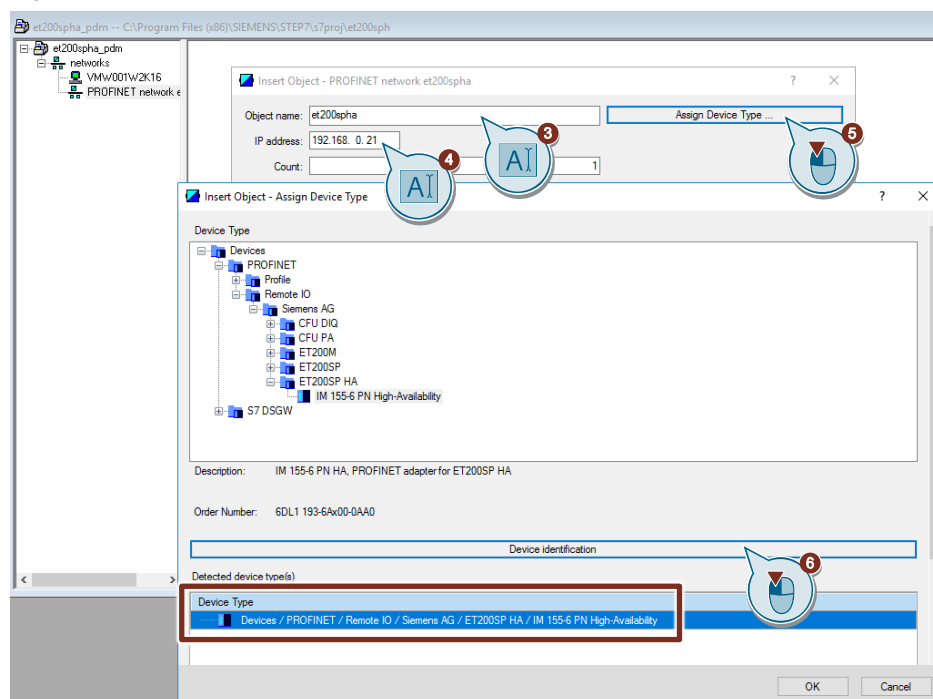 et200spha_pdm -- C:\Program Files (x86)\SIEMENS\STEP7\s7proj\et200sph
et200spha_pdm
networks
VMW001W2K16
PROFINET network e
Insert Object - PROFINET network et200spha ? ×
Object name: et200spha Assign Device Type ...
IP address: 192.168. 0. 21
Count: 1
3
4
5
AI
AI
Insert Object - Assign Device Type ? ×
Device Type
Devices
PROFINET
Profile
Remote IO
Siemens AG
CFU DIQ
CFU PA
ET200M
ET200SP
ET200SP HA
IM 155-6 PN High-Availability
S7 DSGW
Description: IM 155-6 PN HA, PROFINET adapter for ET200SP HA
Order Number: 6DL1 193-6Ax00-0AA0
Device identification
6
Detected device type(s)
Device Type
Devices / PROFINET / Remote IO / Siemens AG / ET200SP HA / IM 155-6 PN High-Availability
OK Cancel